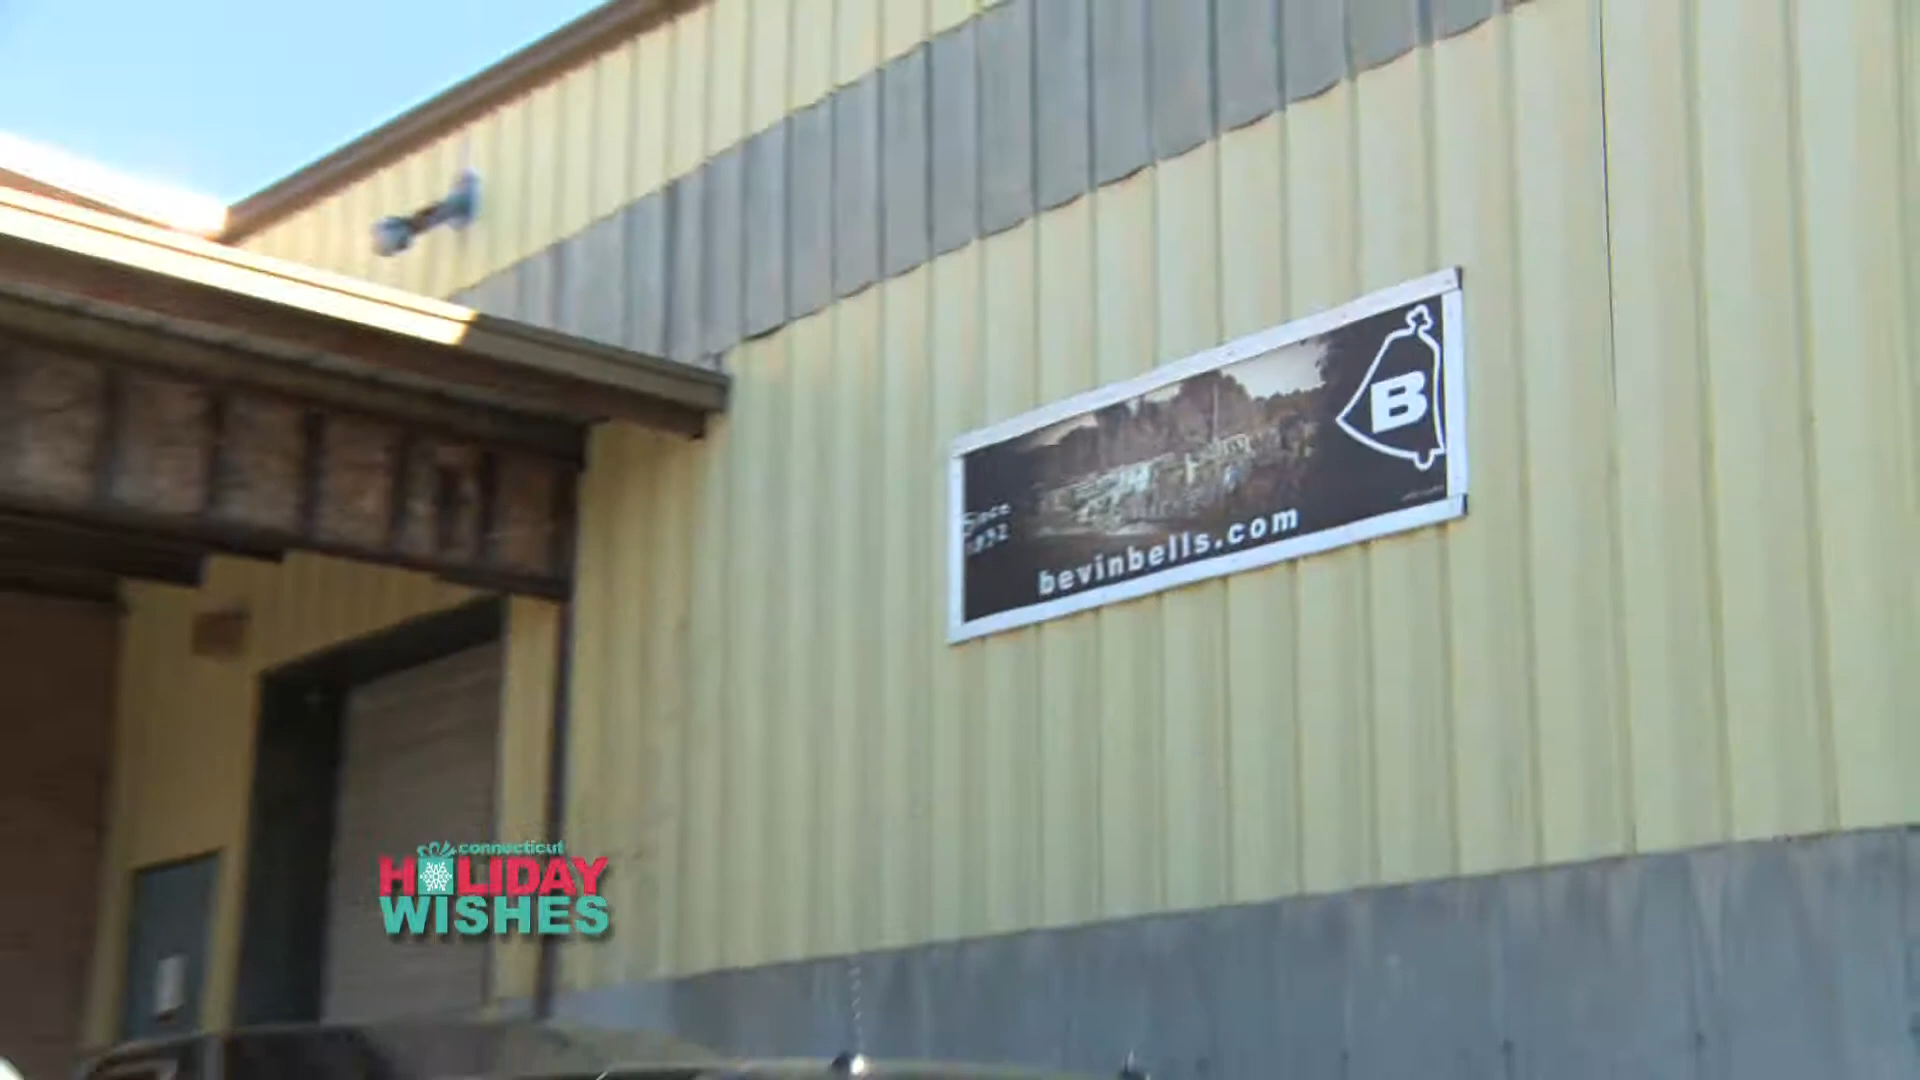 B
Since
1832
bevinbells.com
connecticut
HOLIDAY
WISHES